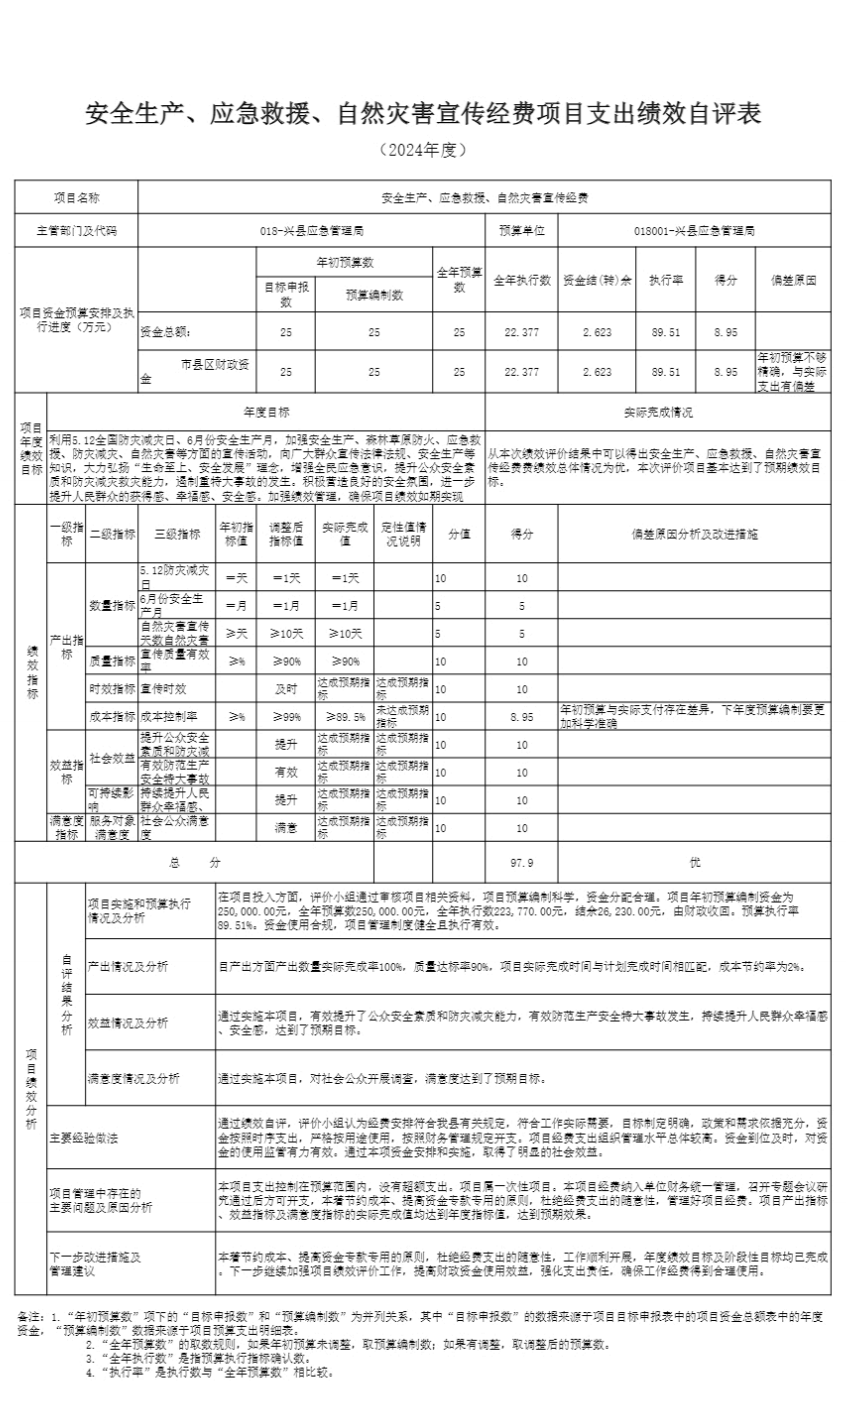 安全生产、应急救援、自然灾害宣传经费项目支出绩效自评表
（2024年度）
项目名称
安全生产、应急救援、自然灾害宣传经费
主管部门及代码
018-兴县应急管理局
预算单位
018001-兴县应急管理局
项目资金预算安排及执
行进度（万元）
年初预算数
目标申报
数
预算编制数
全年预算
数
全年执行数
资金结(转)余
执行率
得分
偏差原因
资金总额:
25
25
25
22.377
2.623
89.51
8.95
市县区财政资
金
25
25
25
22.377
2.623
89.51
8.95
年初预算不够
精确，与实际
支出有偏差
项目
年度
绩效
目标
年度目标
实际完成情况
利用5.12全国防灾减灾日、6月份安全生产月，加强安全生产、森林草原防火、应急救
援、防灾减灾、自然灾害等方面的宣传活动，向广大群众宣传法律法规、安全生产等
知识，大力弘扬“生命至上、安全发展”理念，增强全民应急意识，提升公众安全素
质和防灾减灾救灾能力，遏制重特大事故的发生。积极营造良好的安全氛围，进一步
提升人民群众的获得感、幸福感、安全感。加强绩效管理，确保项目绩效如期实现
从本次绩效评价结果中可以得出安全生产、应急救援、自然灾害宣
传经费费绩效总体情况为优，本次评价项目基本达到了预期绩效目
标。
绩效指标
一级指
标
二级指标
三级指标
年初指
标值
调整后
指标值
实际完成
值
定性值情
况说明
分值
得分
偏差原因分析及改进措施
产出指
标
数量指标
5.12防灾减灾
日
＝天
＝1天
＝1天
10
10
6月份安全生
产月
＝月
＝1月
＝1月
5
5
自然灾害宣传
天数自然灾害
≥天
≥10天
≥10天
5
5
质量指标
宣传质量有效
率
≥%
≥90%
≥90%
10
10
时效指标
宣传时效
及时
达成预期指
标
达成预期指
标
10
10
成本指标
成本控制率
≥%
≥99%
≥89.5%
未达成预期
指标
10
8.95
年初预算与实际支付存在差异，下年度预算编制要更
加科学准确
效益指
标
社会效益
提升公众安全
素质和防灾减
提升
达成预期指
标
达成预期指
标
10
10
有效防范生产
安全特大事故
有效
达成预期指
标
达成预期指
标
10
10
可持续影
响
持续提升人民
群众幸福感、
提升
达成预期指
标
达成预期指
标
10
10
满意度
指标
服务对象
满意度
社会公众满意
度
满意
达成预期指
标
达成预期指
标
10
10
总 分
97.9
优
项目绩效分析
自评结果分析
项目实施和预算执行
情况及分析
在项目投入方面，评价小组通过审核项目相关资料，项目预算编制科学，资金分配合理。项目年初预算编制资金为
250,000.00元，全年预算数250,000.00元，全年执行数223,770.00元，结余26,230.00元，由财政收回。预算执行率
89.51%。资金使用合规，项目管理制度健全且执行有效。
产出情况及分析
目产出方面产出数量实际完成率100%，质量达标率90%，项目实际完成时间与计划完成时间相匹配，成本节约率为2%。
效益情况及分析
通过实施本项目，有效提升了公众安全素质和防灾减灾能力，有效防范生产安全特大事故发生，持续提升人民群众幸福感
、安全感，达到了预期目标。
满意度情况及分析
通过实施本项目，对社会公众开展调查，满意度达到了预期目标。
主要经验做法
通过绩效自评，评价小组认为经费安排符合我县有关规定，符合工作实际需要，目标制定明确，政策和需求依据充分，资
金按照时序支出，严格按用途使用，按照财务管理规定开支。项目经费支出组织管理水平总体较高。资金到位及时，对资
金的使用监管有力有效。通过本项资金安排和实施，取得了明显的社会效益。
项目管理中存在的
主要问题及原因分析
本项目支出控制在预算范围内，没有超额支出。项目属一次性项目。本项目经费纳入单位财务统一管理，召开专题会议研
究通过后方可开支，本着节约成本、提高资金专款专用的原则，杜绝经费支出的随意性，管理好项目经费。项目产出指标
、效益指标及满意度指标的实际完成值均达到年度指标值，达到预期效果。
下一步改进措施及
管理建议
本着节约成本、提高资金专款专用的原则，杜绝经费支出的随意性，工作顺利开展，年度绩效目标及阶段性目标均已完成
。下一步继续加强项目绩效评价工作，提高财政资金使用效益，强化支出责任，确保工作经费得到合理使用。
备注：1.“年初预算数”项下的“目标申报数”和“预算编制数”为并列关系，其中“目标申报数”的数据来源于项目目标申报表中的项目资金总额表中的年度
资金，“预算编制数”数据来源于项目预算支出明细表。
2.“全年预算数”的取数规则，如果年初预算未调整，取预算编制数；如果有调整，取调整后的预算数。
3.“全年执行数”是指预算执行指标确认数。
4.“执行率”是执行数与“全年预算数”相比较。